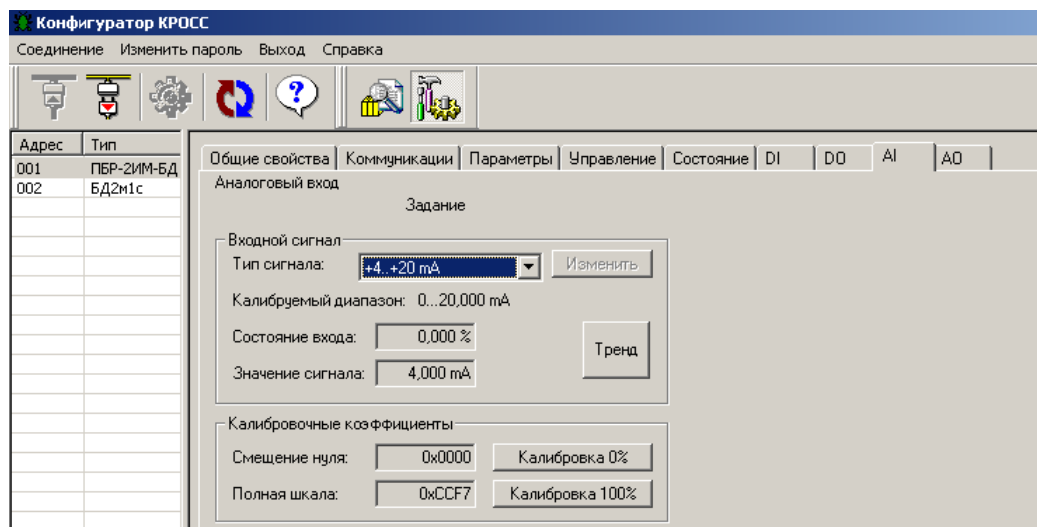 Конфигуратор КРОСС
Соединение Изменить пароль Выход Справка
Адрес Тип
001 ПБР-2ИМ-БД
002 БД2м1с
Общие свойства Коммуникации Параметры Управление Состояние DI DO AI AO
Аналоговый вход
Задание
Входной сигнал
Тип сигнала: +4..+20 mA Изменить
Калибруемый диапазон: 0...20,000 mA
Состояние входа: 0,000 %
Тренд
Значение сигнала: 4,000 mA
Калибровочные коэффициенты
Смещение нуля: 0x0000 Калибровка 0%
Полная шкала: 0xCCF7 Калибровка 100%